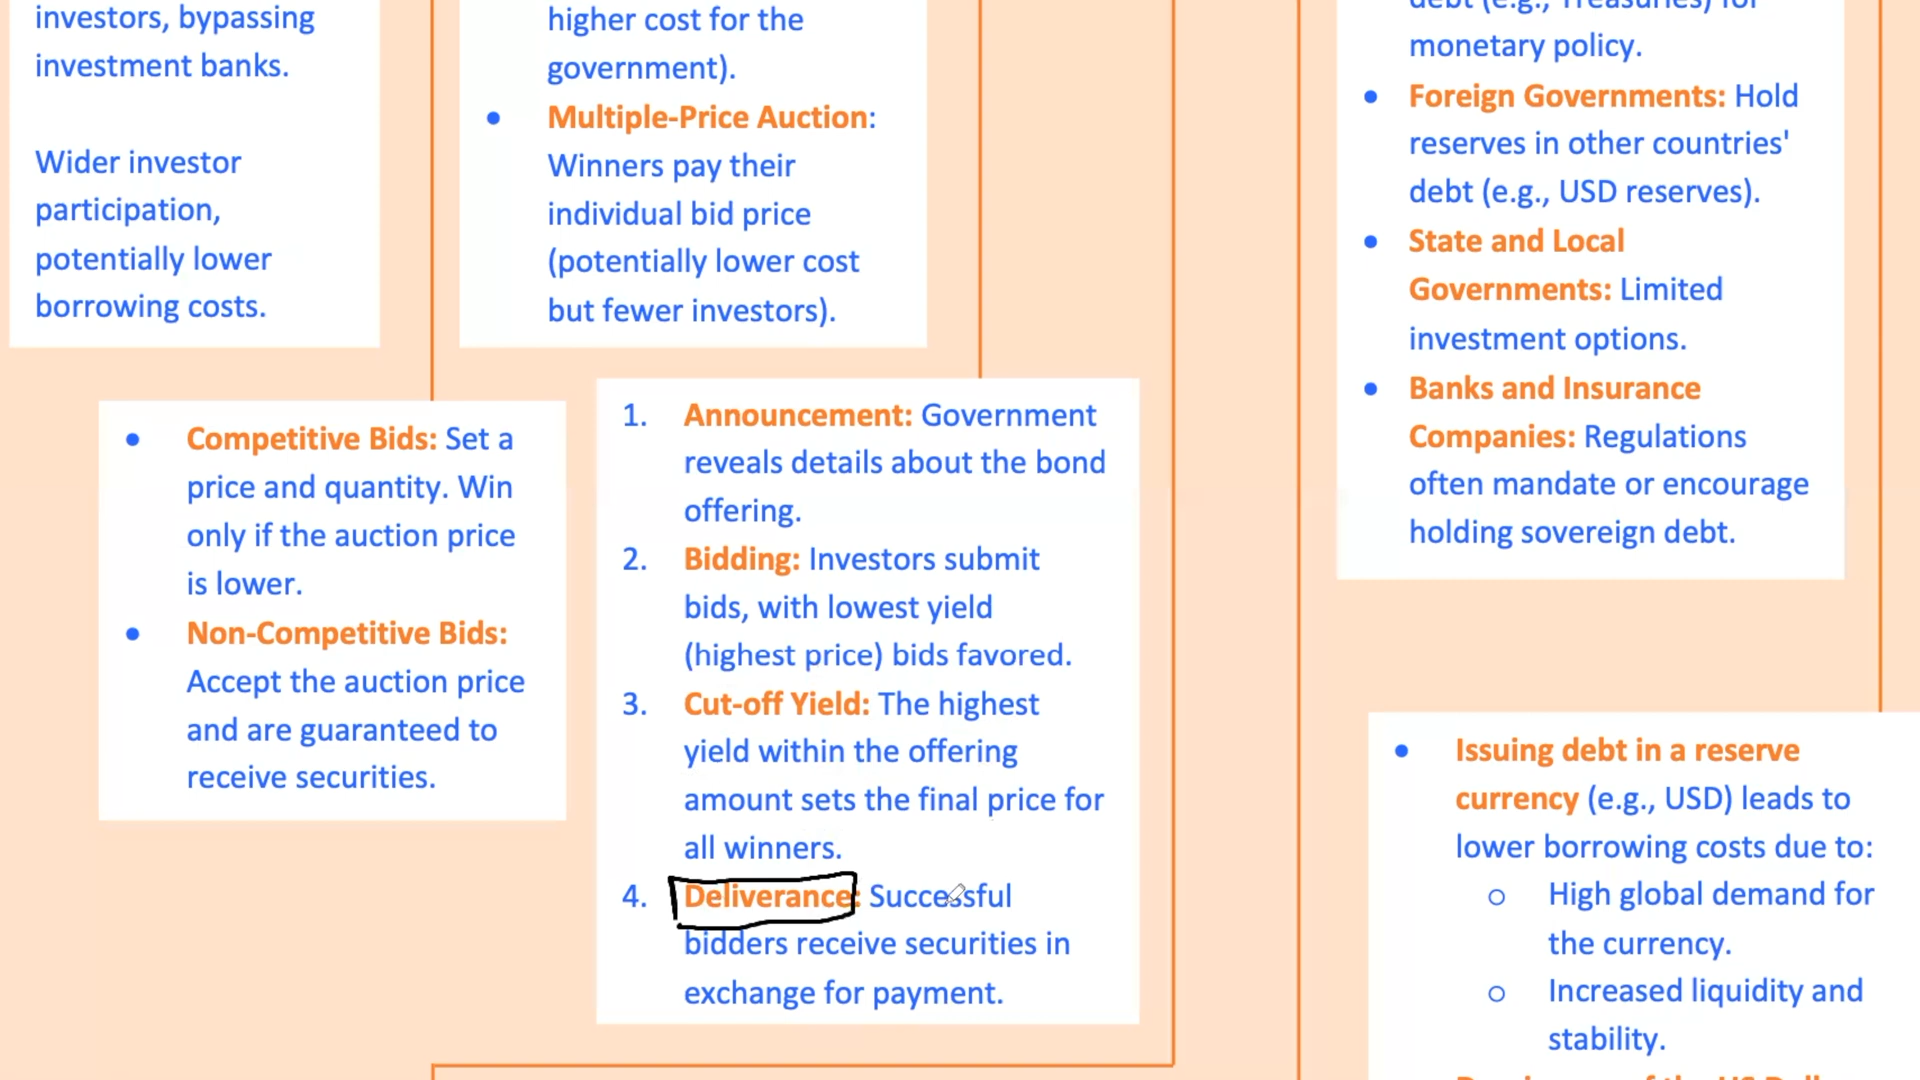 investors, bypassing
investment banks.
Wider investor
participation,
potentially lower
borrowing costs.
higher cost for the
government).
• Multiple-Price Auction:
Winners pay their
individual bid price
(potentially lower cost
but fewer investors).
• Competitive Bids: Set a
price and quantity. Win
only if the auction price
is lower.
• Non-Competitive Bids:
Accept the auction price
and are guaranteed to
receive securities.
1. Announcement: Government
reveals details about the bond
offering.
2. Bidding: Investors submit
bids, with lowest yield
(highest price) bids favored.
3. Cut-off Yield: The highest
yield within the offering
amount sets the final price for
all winners.
4. Deliverance: Successful
bidders receive securities in
exchange for payment.
debt (e.g., Treasuries) for
monetary policy.
• Foreign Governments: Hold
reserves in other countries'
debt (e.g., USD reserves).
• State and Local
Governments: Limited
investment options.
• Banks and Insurance
Companies: Regulations
often mandate or encourage
holding sovereign debt.
• Issuing debt in a reserve
currency (e.g., USD) leads to
lower borrowing costs due to:
o High global demand for
the currency.
o Increased liquidity and
stability.